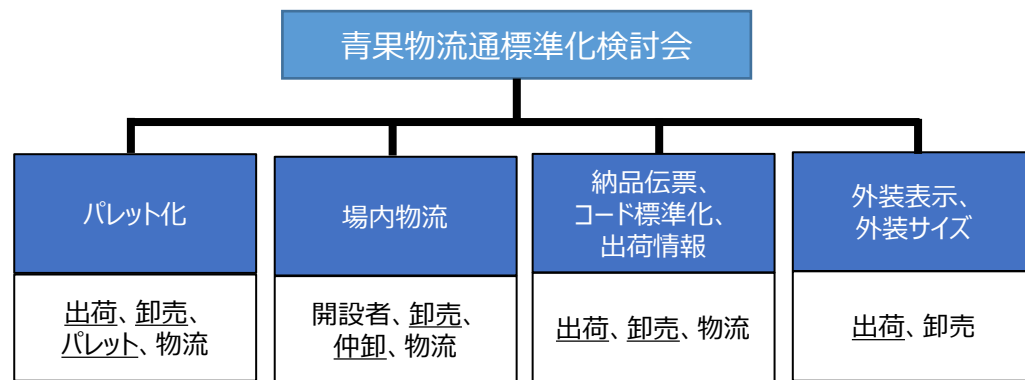 青果物流通標準化検討会
パレット化
場内物流
納品伝票、
コード標準化、
出荷情報
外装表示、
外装サイズ
出荷、卸売、
パレット、物流
開設者、卸売、
仲卸、物流
出荷、卸売、物流
出荷、卸売